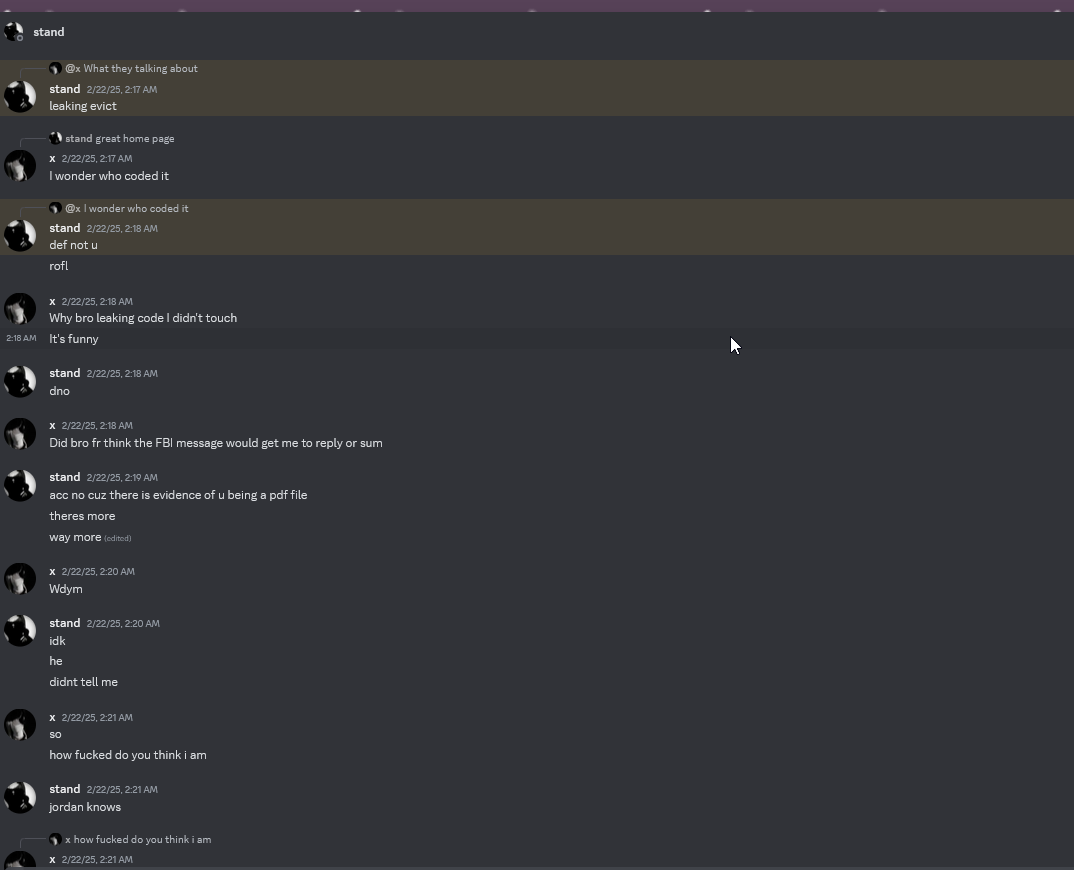 stand
@x What they talking about
stand 2/22/25, 2:17 AM
leaking evict
stand great home page
x 2/22/25, 2:17 AM
I wonder who coded it
@x I wonder who coded it
stand 2/22/25, 2:18 AM
def not u
rofl
x 2/22/25, 2:18 AM
Why bro leaking code I didn't touch
2:18 AM It's funny
stand 2/22/25, 2:18 AM
dno
x 2/22/25, 2:18 AM
Did bro fr think the FBI message would get me to reply or sum
stand 2/22/25, 2:19 AM
acc no cuz there is evidence of u being a pdf file
theres more
way more (edited)
x 2/22/25, 2:20 AM
Wdym
stand 2/22/25, 2:20 AM
idk
he
didnt tell me
x 2/22/25, 2:21 AM
so
how fucked do you think i am
stand 2/22/25, 2:21 AM
jordan knows
x how fucked do you think i am
x 2/22/25, 2:21 AM